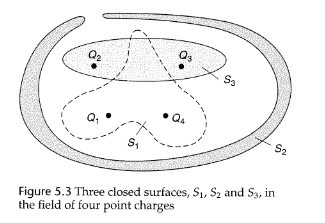 Q₂ Q₃
S₃
Q₁ Q₄
S₁
S₂
Figure 5.3 Three closed surfaces, S₁, S₂ and S₃, in
the field of four point charges